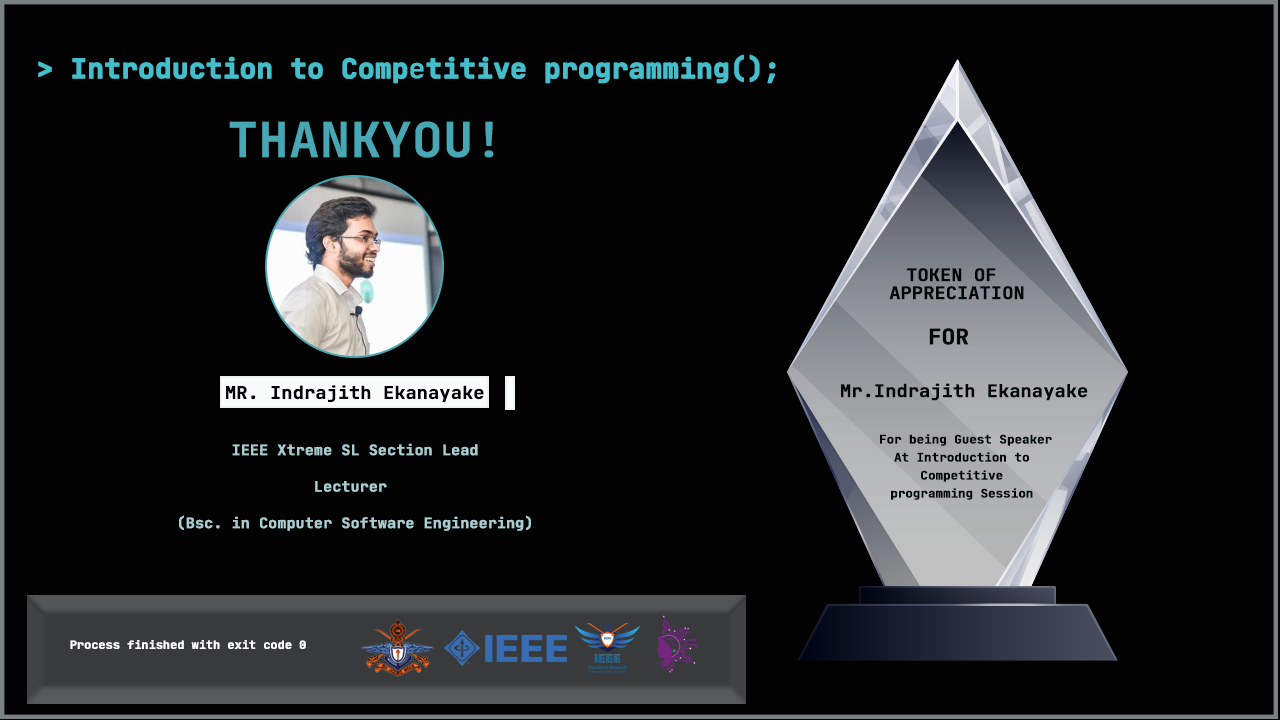 > Introduction to Competitive programming();
THANKYOU!
MR. Indrajith Ekanayake
IEEE Xtreme SL Section Lead
Lecturer
(Bsc. in Computer Software Engineering)
Process finished with exit code 0
IEEE
IEEE
TOKEN OF
APPRECIATION
FOR
Mr.Indrajith Ekanayake
For being Guest Speaker
At Introduction to
Competitive
programming Session